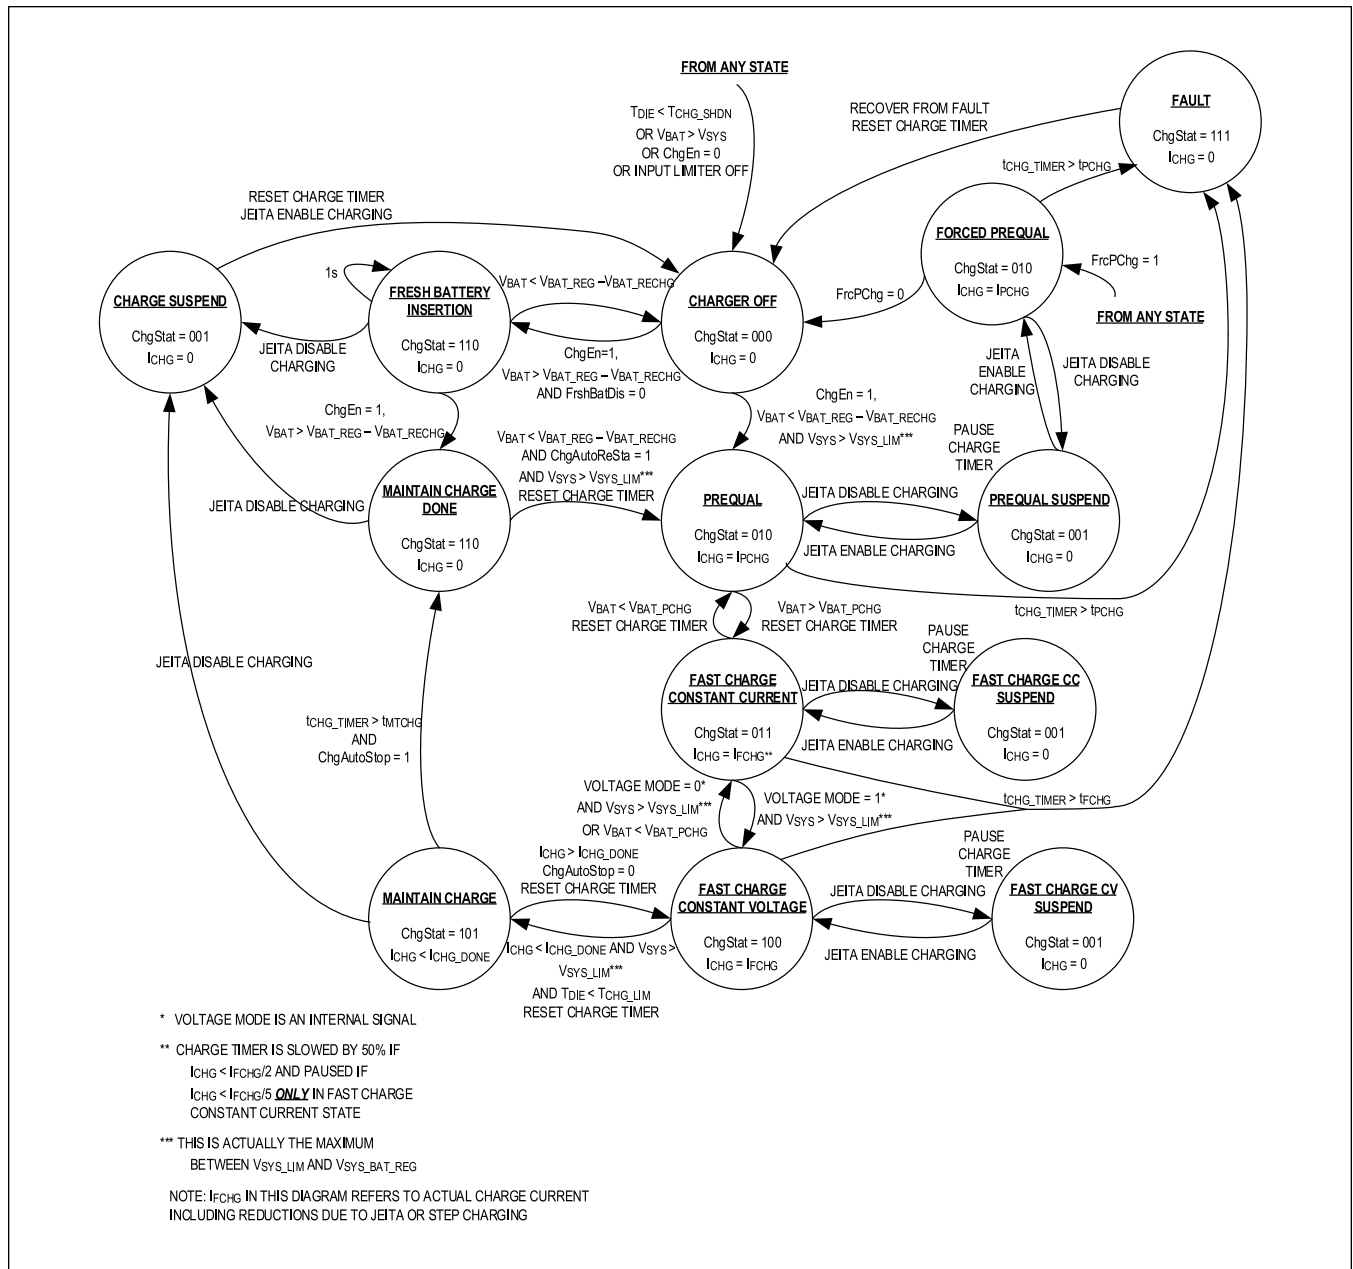 FROM ANY STATE
TDIE < TCHG_SHDN
OR VBAT > VSYS
OR ChgEn = 0
OR INPUT LIMITER OFF
RECOVER FROM FAULT
RESET CHARGE TIMER
FAULT
ChgStat = 111
ICHG = 0
tCHG_TIMER > tPCHG
RESET CHARGE TIMER
JEITA ENABLE CHARGING
FORCED PREQUAL
ChgStat = 010
ICHG = IPCHG
FrcPChg = 1
FROM ANY STATE
FrcPChg = 0
CHARGE SUSPEND
ChgStat = 001
ICHG = 0
1s
FRESH BATTERY
INSERTION
ChgStat = 110
ICHG = 0
VBAT < VBAT_REG – VBAT_RECHG
CHARGER OFF
ChgStat = 000
ICHG = 0
JEITA DISABLE
CHARGING
ChgEn=1,
VBAT > VBAT_REG – VBAT_RECHG
AND FrshBatDis = 0
JEITA
ENABLE
CHARGING
JEITA DISABLE
CHARGING
ChgEn = 1,
VBAT > VBAT_REG – VBAT_RECHG
ChgEn = 1,
VBAT < VBAT_REG – VBAT_RECHG
AND VSYS > VSYS_LIM***
VBAT < VBAT_REG – VBAT_RECHG
AND ChgAutoReSta = 1
AND VSYS > VSYS_LIM***
RESET CHARGE TIMER
PAUSE
CHARGE
TIMER
JEITA DISABLE CHARGING
MAINTAIN CHARGE
DONE
ChgStat = 110
ICHG = 0
PREQUAL
ChgStat = 010
ICHG = IPCHG
JEITA DISABLE CHARGING
JEITA ENABLE CHARGING
PREQUAL SUSPEND
ChgStat = 001
ICHG = 0
tCHG_TIMER > tPCHG
VBAT < VBAT_PCHG
RESET CHARGE TIMER
VBAT > VBAT_PCHG
RESET CHARGE TIMER
PAUSE
CHARGE
TIMER
JEITA DISABLE CHARGING
FAST CHARGE
CONSTANT CURRENT
ChgStat = 011
ICHG = IFCHG**
JEITA DISABLE CHARGING
JEITA ENABLE CHARGING
FAST CHARGE CC
SUSPEND
ChgStat = 001
ICHG = 0
tCHG_TIMER > tMTCHG
AND
ChgAutoStop = 1
VOLTAGE MODE = 0*
AND VSYS > VSYS_LIM***
OR VBAT < VBAT_PCHG
VOLTAGE MODE = 1*
AND VSYS > VSYS_LIM***
tCHG_TIMER > tFCHG
PAUSE
CHARGE
TIMER
ICHG > ICHG_DONE
ChgAutoStop = 0
RESET CHARGE TIMER
MAINTAIN CHARGE
ChgStat = 101
ICHG < ICHG_DONE
FAST CHARGE
CONSTANT VOLTAGE
ChgStat = 100
ICHG = IFCHG
JEITA DISABLE CHARGING
JEITA ENABLE CHARGING
FAST CHARGE CV
SUSPEND
ChgStat = 001
ICHG = 0
ICHG < ICHG_DONE AND VSYS >
VSYS_LIM***
AND TDIE < TCHG_LIM
RESET CHARGE TIMER
* VOLTAGE MODE IS AN INTERNAL SIGNAL
** CHARGE TIMER IS SLOWED BY 50% IF
ICHG < IFCHG/2 AND PAUSED IF
ICHG < IFCHG/5 ONLY IN FAST CHARGE
CONSTANT CURRENT STATE
*** THIS IS ACTUALLY THE MAXIMUM
BETWEEN VSYS_LIM AND VSYS_BAT_REG
NOTE: IFCHG IN THIS DIAGRAM REFERS TO ACTUAL CHARGE CURRENT
INCLUDING REDUCTIONS DUE TO JEITA OR STEP CHARGING